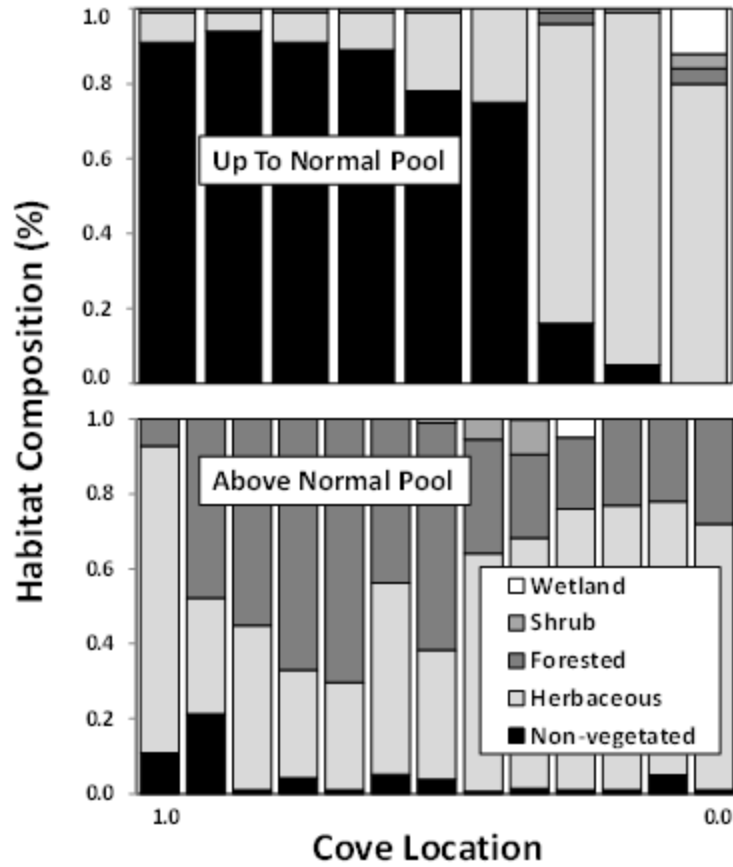 Habitat Composition (%)
1.0
0.8
0.6
0.4
0.2
0.0
Up To Normal Pool
1.0
0.8
0.6
0.4
0.2
0.0
Above Normal Pool
Wetland
Shrub
Forested
Herbaceous
Non-vegetated
1.0
0.0
Cove Location